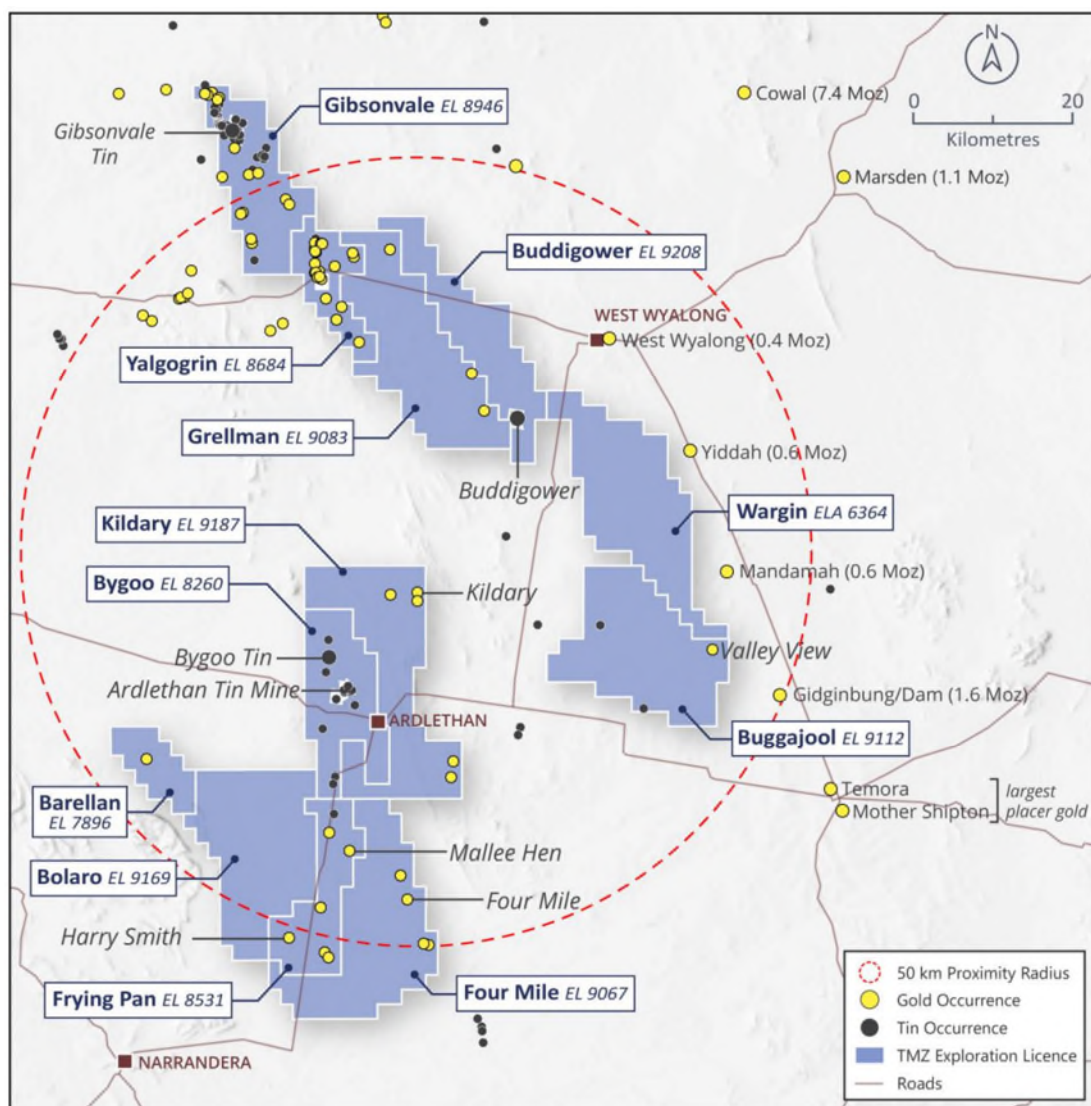 N
Cowal (7.4 Moz)
0 20
Kilometres
Gibsonvale EL 8946
Gibsonvale
Tin
Marsden (1.1 Moz)
Buddigower EL 9208
WEST WYALONG
West Wyalong (0.4 Moz)
Yalgogrin EL 8684
Grellman EL 9083
Yiddah (0.6 Moz)
Buddigower
Wargin ELA 6364
Kildary EL 9187
Bygoo EL 8260
Mandamah (0.6 Moz)
Kildary
Valley View
Bygoo Tin
Ardlethan Tin Mine
Gidginbung/Dam (1.6 Moz)
ARDLETHAN
Buggajool EL 9112
Barellan
EL 7896
Temora
Mother Shipton
largest
placer gold
Mallee Hen
Bolaro EL 9169
Four Mile
Harry Smith
Frying Pan EL 8531
Four Mile EL 9067
NARRANDERA
50 km Proximity Radius
Gold Occurrence
Tin Occurrence
TMZ Exploration Licence
Roads